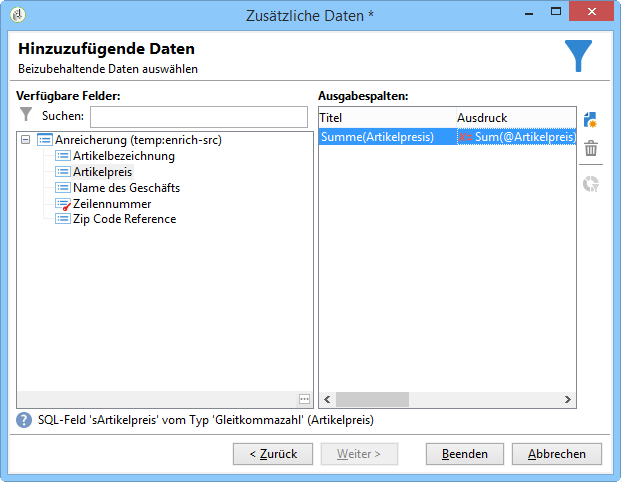 Zusätzliche Daten *
Hinzuzufügende Daten
Beizubehaltende Daten auswählen
Verfügbare Felder:
Suchen:
Anreicherung (temp:enrich-src)
Artikelbezeichnung
Artikelpreis
Name des Geschäfts
Zeilennummer
Zip Code Reference
Ausgabespalten:
Titel Ausdruck
Summe(Artikelpresis) Sum(@Artikelpreis)
SQL-Feld 'sArtikelpreis' vom Typ 'Gleitkommazahl' (Artikelpreis)
< Zurück Weiter > Beenden Abbrechen